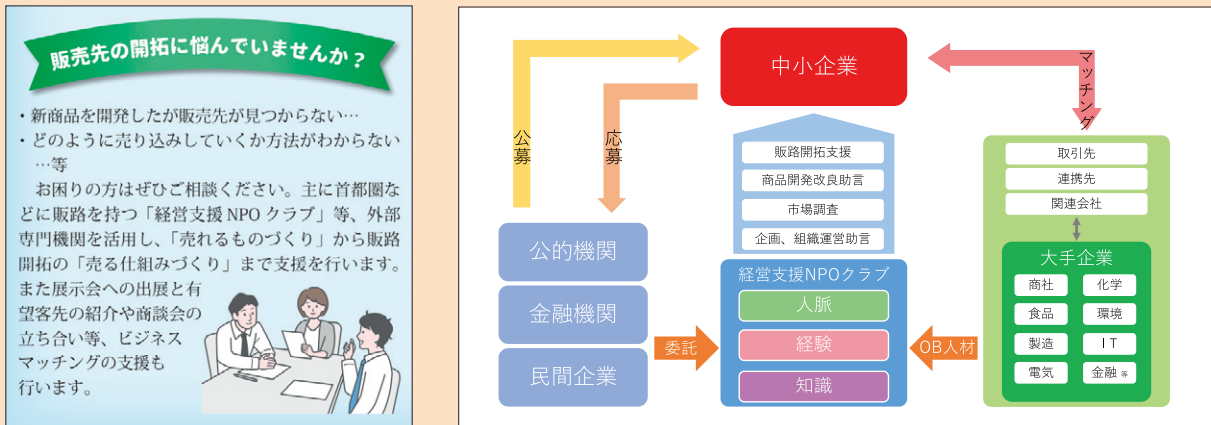 販売先の開拓に悩んでいませんか？
・新商品を開発したが販売先が見つからない…
・どのように売り込みしていくか方法がわからない
…等
お困りの方はぜひご相談ください。主に首都圏な
どに販路を持つ「経営支援 NPO クラブ」等、外部
専門機関を活用し、「売れるものづくり」から販路
開拓の「売る仕組みづくり」まで支援を行います。
また展示会への出展と有
望客先の紹介や商談会の
立ち合い等、ビジネス
マッチングの支援も
行います。
中小企業
公募
応募
マッチング
販路開拓支援
商品開発改良助言
市場調査
企画、組織運営助言
取引先
連携先
関連会社
公的機関
金融機関
民間企業
委託
経営支援NPOクラブ
人脈
経験
知識
OB人材
大手企業
商社
化学
食品
環境
製造
IT
電気
金融 等